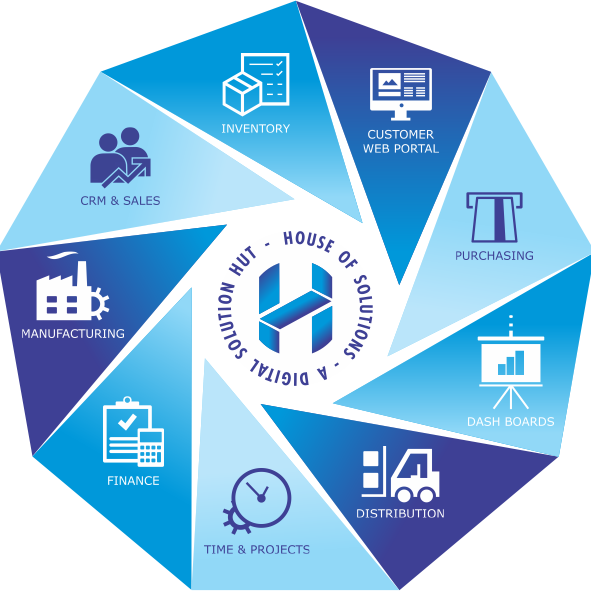 INVENTORY
CUSTOMER
WEB PORTAL
CRM & SALES
PURCHASING
HOUSE OF SOLUTIONS - A DIGITAL SOLUTION HUT -
MANUFACTURING
DASH BOARDS
FINANCE
DISTRIBUTION
TIME & PROJECTS